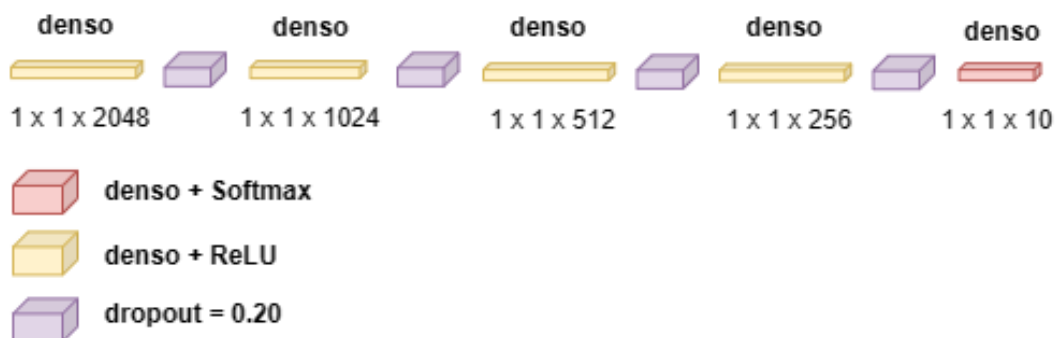 denso denso denso denso denso
1 x 1 x 2048 1 x 1 x 1024 1 x 1 x 512 1 x 1 x 256 1 x 1 x 10
denso + Softmax
denso + ReLU
dropout = 0.20